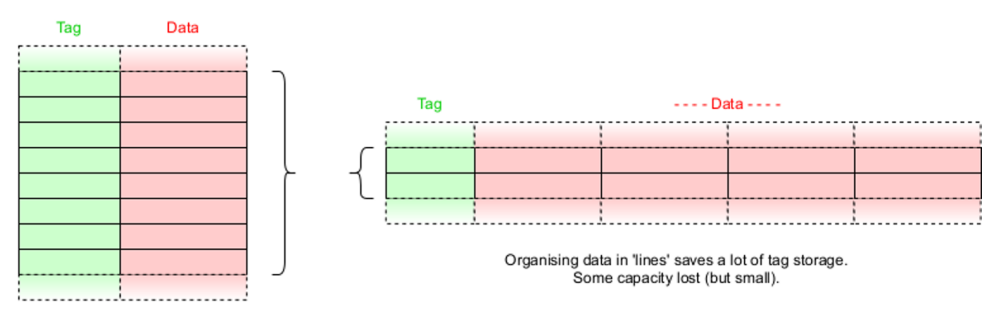 Tag
Data
Tag
- - - - Data - - - -
Organising data in 'lines' saves a lot of tag storage.
Some capacity lost (but small).